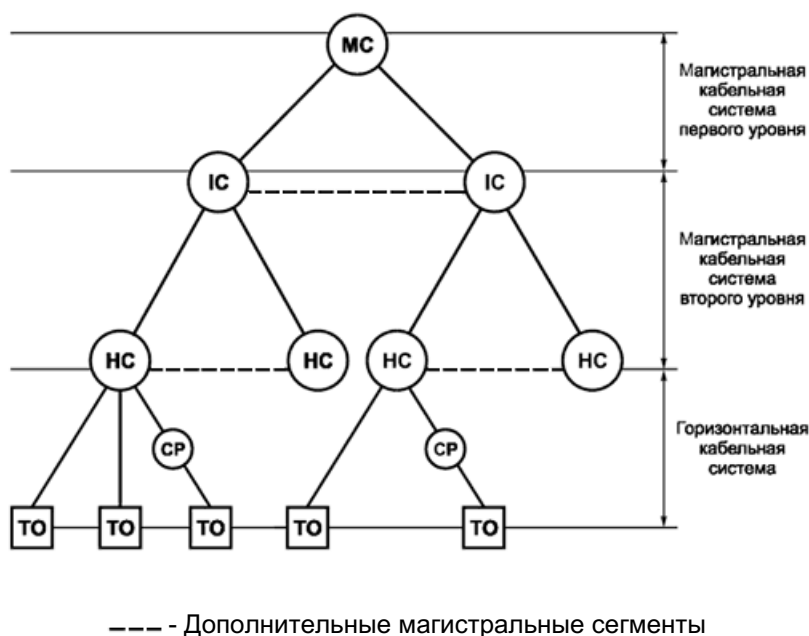 MC
Магистральная
кабельная
система
первого уровня
IC
IC
Магистральная
кабельная
система
второго уровня
HC
HC
HC
HC
Горизонтальная
кабельная
система
CP
CP
TO
TO
TO
TO
TO
- Дополнительные магистральные сегменты